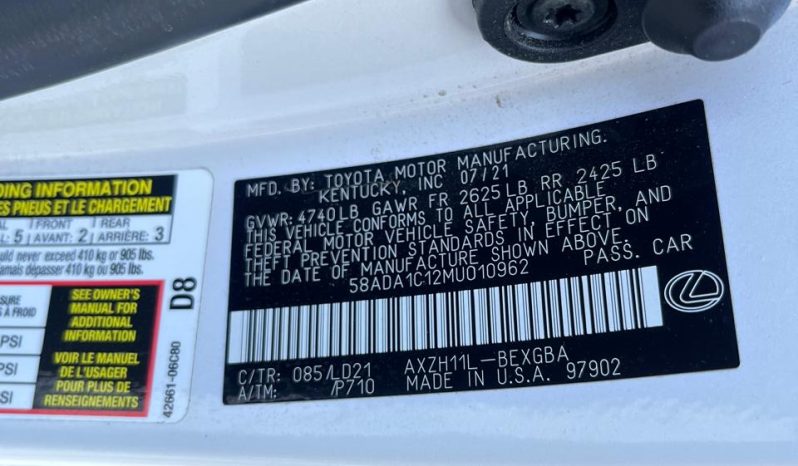 DING INFORMATION
ES PNEUS ET LE CHARGEMENT
AL FRONT REAR
L: 5 AVANT: 2 ARRIÈRE: 3
uld never exceed 410 kg or 905 lbs.
amais dépasser 410 kg ou 905 lbs.
SURE
S À FROID
PSI
PSI
PSI
SEE OWNER'S
MANUAL FOR
ADDITIONAL
INFORMATION
VOIR LE MANUEL
DE L'USAGER
POUR PLUS DE
RENSEIGNEMENTS
D8
42661-06C80
MFD. BY: TOYOTA MOTOR MANUFACTURING.
KENTUCKY, INC 07/21
GVWR: 4740LB GAWR FR 2625LB RR 2425 LB
THIS VEHICLE CONFORMS TO ALL APPLICABLE
FEDERAL MOTOR VEHICLE SAFETY, BUMPER, AND
THEFT PREVENTION STANDARDS IN EFFECT ON
THE DATE OF MANUFACTURE SHOWN ABOVE.
58ADA1C12MU010962 PASS. CAR
C/TR: 085/LD21 AXZH11L-BEXGBA
A/TM: /P710 MADE IN U.S.A. 97902